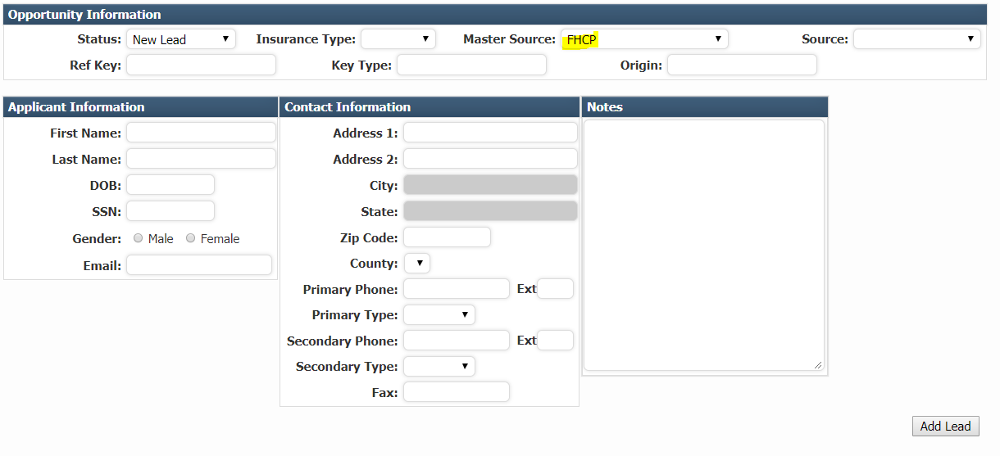 Opportunity Information
Status: New Lead Insurance Type: Master Source: FHCP Source:
Ref Key: Key Type: Origin:
Applicant Information
First Name:
Last Name:
DOB:
SSN:
Gender: Male Female
Email:
Contact Information
Address 1:
Address 2:
City:
State:
Zip Code:
County:
Primary Phone: Ext
Primary Type:
Secondary Phone: Ext
Secondary Type:
Fax:
Notes
Add Lead